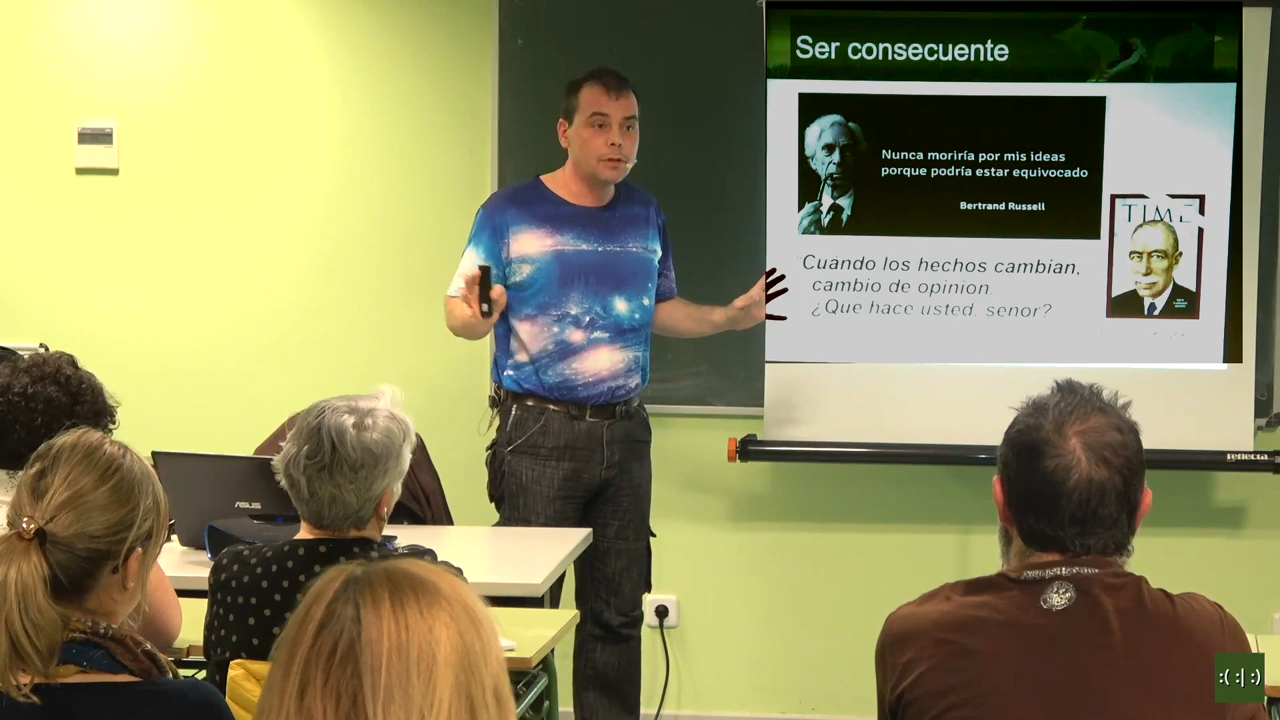 Ser consecuente
Nunca moriría por mis ideas
porque podría estar equivocado
Bertrand Russell
TIME
Cuando los hechos cambian,
cambio de opinion.
¿Que hace usted, senor?
ASUS
reflecta
:( :| :)